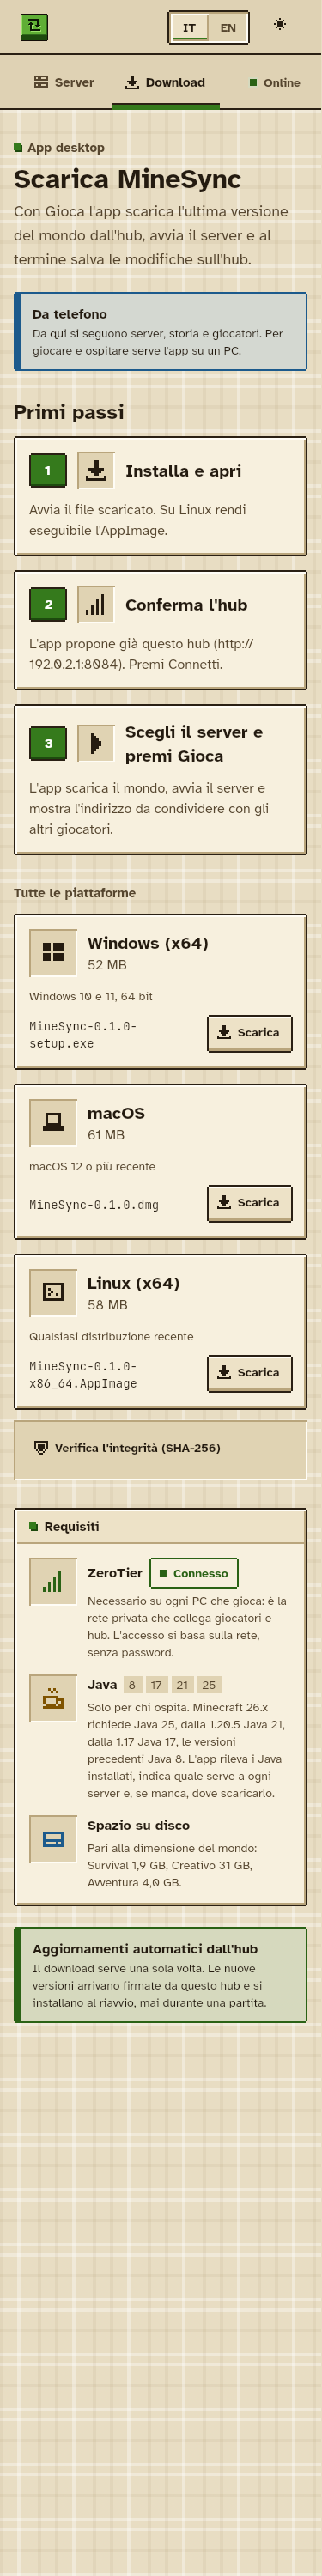 IT EN
Server Download Online
App desktop
Scarica MineSync
Con Gioca l'app scarica l'ultima versione
del mondo dall'hub, avvia il server e al
termine salva le modifiche sull'hub.
Da telefono
Da qui si seguono server, storia e giocatori. Per
giocare e ospitare serve l'app su un PC.
Primi passi
1 Installa e apri
Avvia il file scaricato. Su Linux rendi
eseguibile l'AppImage.
2 Conferma l'hub
L'app propone già questo hub (http://
192.0.2.1:8084). Premi Connetti.
3 Scegli il server e
premi Gioca
L'app scarica il mondo, avvia il server e
mostra l'indirizzo da condividere con gli
altri giocatori.
Tutte le piattaforme
Windows (x64)
52 MB
Windows 10 e 11, 64 bit
MineSync-0.1.0-
setup.exe
Scarica
macOS
61 MB
macOS 12 o più recente
MineSync-0.1.0.dmg
Scarica
Linux (x64)
58 MB
Qualsiasi distribuzione recente
MineSync-0.1.0-
x86_64.AppImage
Scarica
Verifica l'integrità (SHA-256)
Requisiti
ZeroTier Connesso
Necessario su ogni PC che gioca: è la
rete privata che collega giocatori e
hub. L'accesso si basa sulla rete,
senza password.
Java 8 17 21 25
Solo per chi ospita. Minecraft 26.x
richiede Java 25, dalla 1.20.5 Java 21,
dalla 1.17 Java 17, le versioni
precedenti Java 8. L'app rileva i Java
installati, indica quale serve a ogni
server e, se manca, dove scaricarlo.
Spazio su disco
Pari alla dimensione del mondo:
Survival 1,9 GB, Creativo 31 GB,
Avventura 4,0 GB.
Aggiornamenti automatici dall'hub
Il download serve una sola volta. Le nuove
versioni arrivano firmate da questo hub e si
installano al riavvio, mai durante una partita.